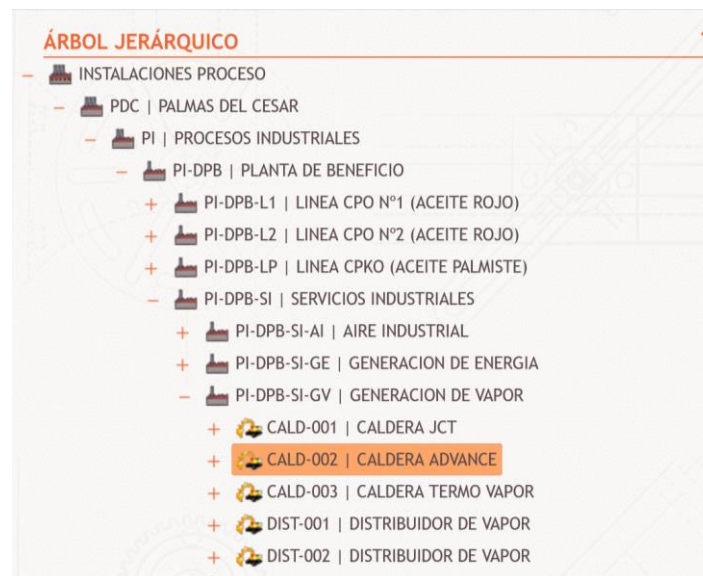 ÁRBOL JERÁRQUICO
INSTALACIONES PROCESO
PDC | PALMAS DEL CESAR
PI | PROCESOS INDUSTRIALES
PI-DPB | PLANTA DE BENEFICIO
PI-DPB-L1 | LINEA CPO Nº1 (ACEITE ROJO)
PI-DPB-L2 | LINEA CPO Nº2 (ACEITE ROJO)
PI-DPB-LP | LINEA CPKO (ACEITE PALMISTE)
PI-DPB-SI | SERVICIOS INDUSTRIALES
PI-DPB-SI-AI | AIRE INDUSTRIAL
PI-DPB-SI-GE | GENERACION DE ENERGIA
PI-DPB-SI-GV | GENERACION DE VAPOR
CALD-001 | CALDERA JCT
CALD-002 | CALDERA ADVANCE
CALD-003 | CALDERA TERMO VAPOR
DIST-001 | DISTRIBUIDOR DE VAPOR
DIST-002 | DISTRIBUIDOR DE VAPOR